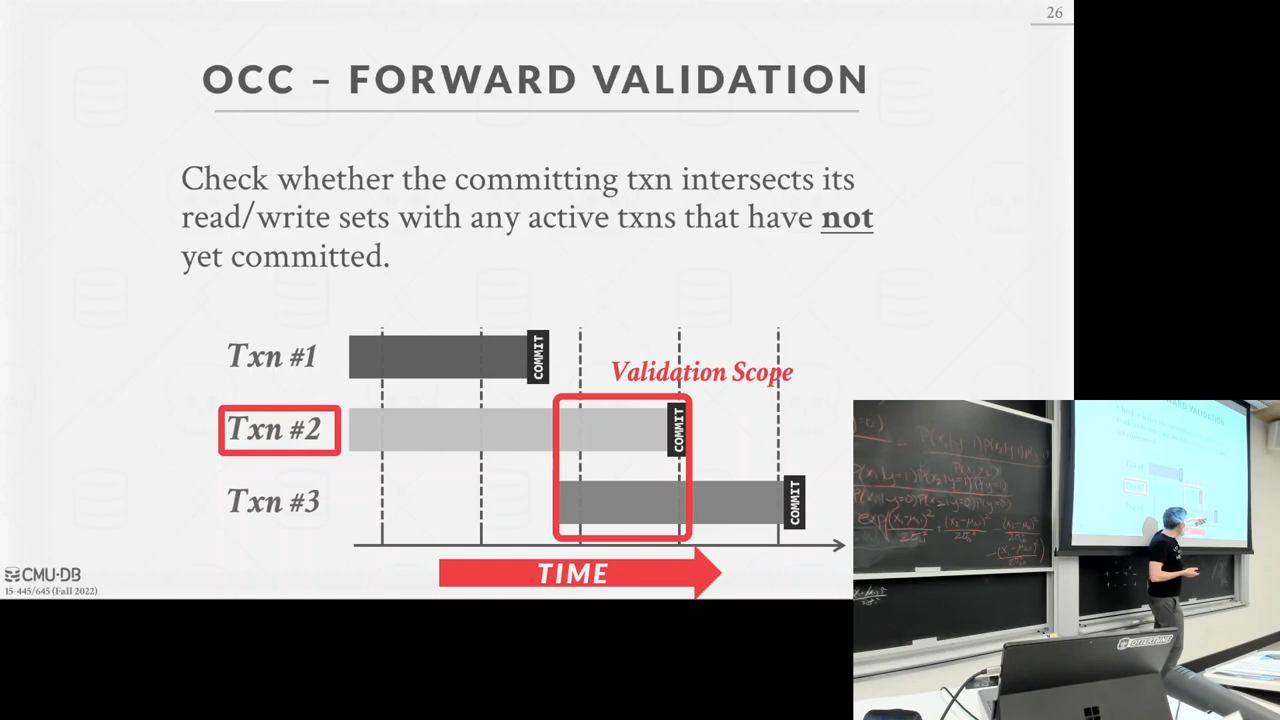 26
OCC – FORWARD VALIDATION
Check whether the committing txn intersects its
read/write sets with any active txns that have not
yet committed.
Txn #1
COMMIT
Validation Scope
Txn #2
COMMIT
Txn #3
COMMIT
TIME
CMU·DB
15-445/645 (Fall 2022)